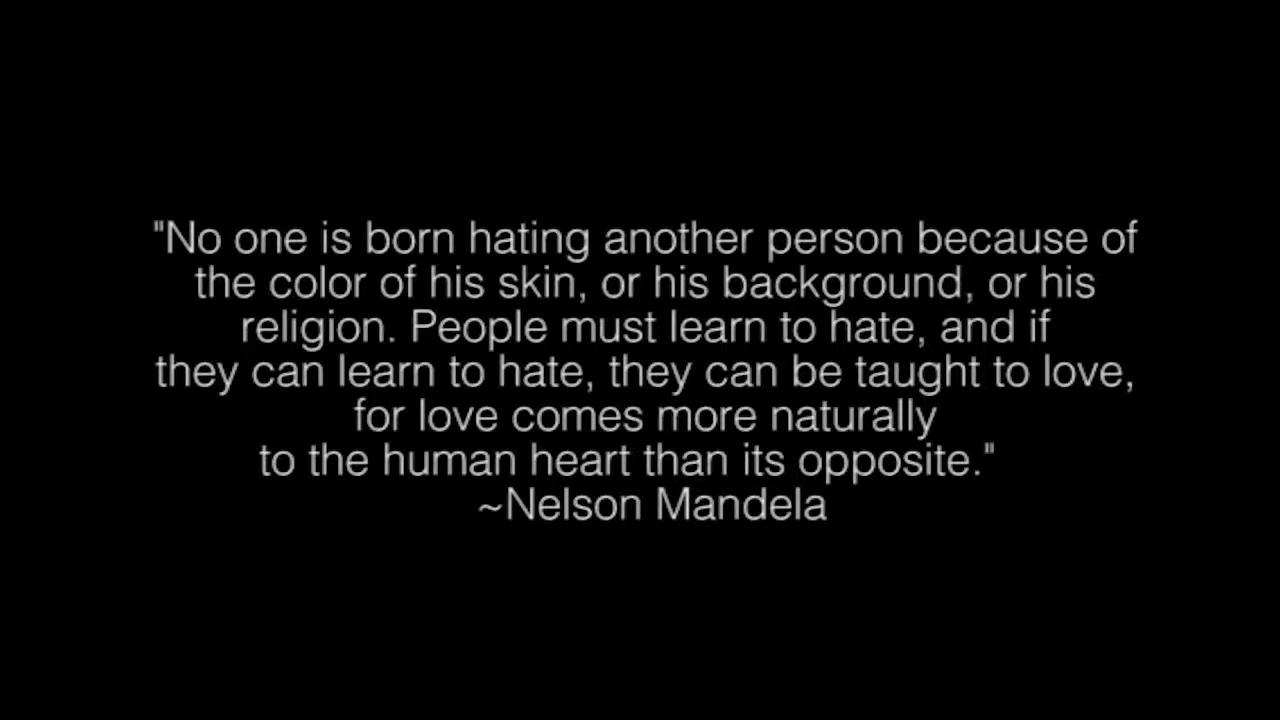 "No one is born hating another person because of
the color of his skin, or his background, or his
religion. People must learn to hate, and if
they can learn to hate, they can be taught to love,
for love comes more naturally
to the human heart than its opposite."
~Nelson Mandela